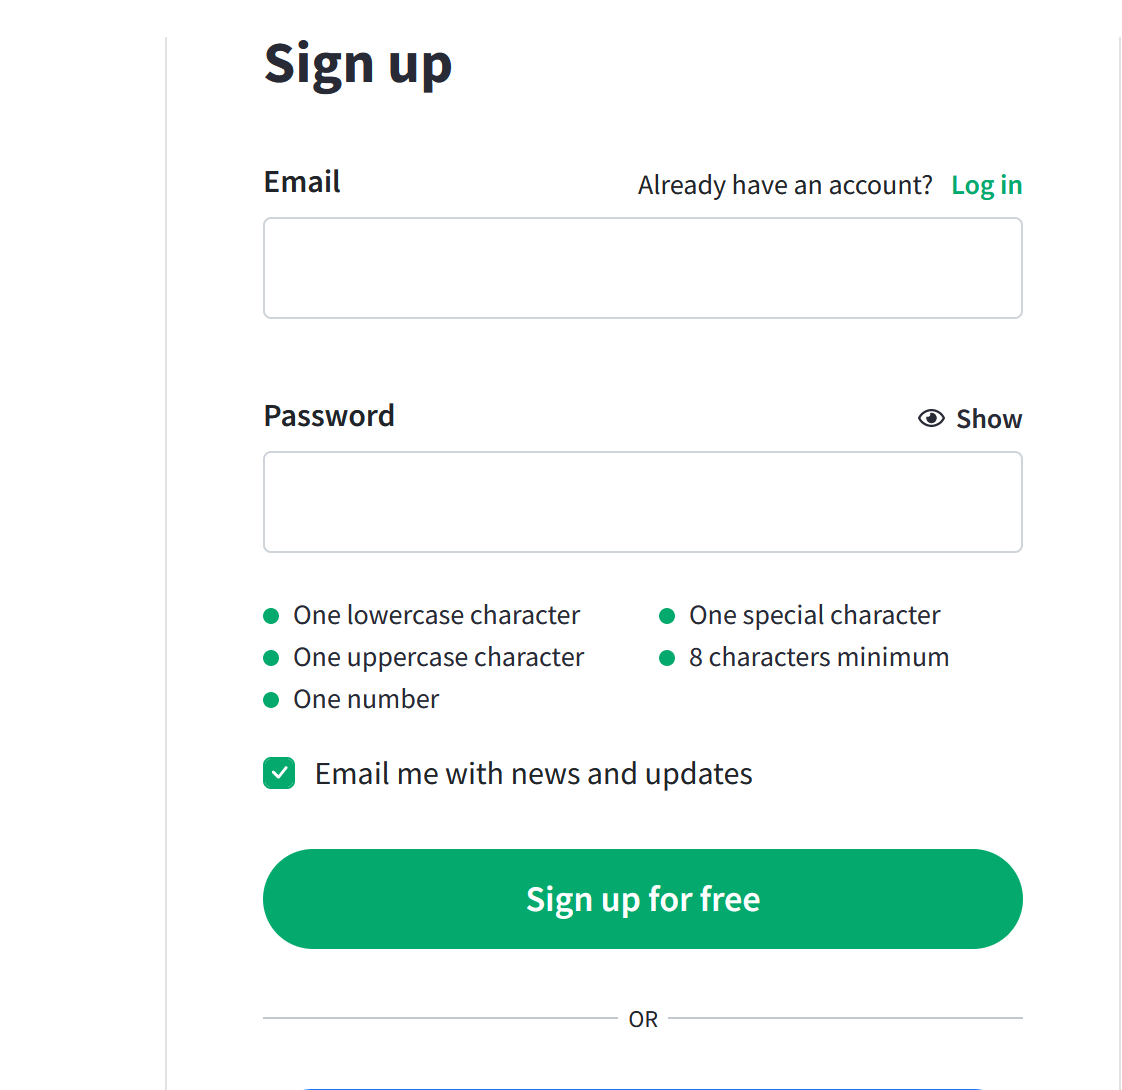 Sign up
Email
Already have an account? Log in
Password
Show
One lowercase character
One special character
One uppercase character
8 characters minimum
One number
Email me with news and updates
Sign up for free
OR